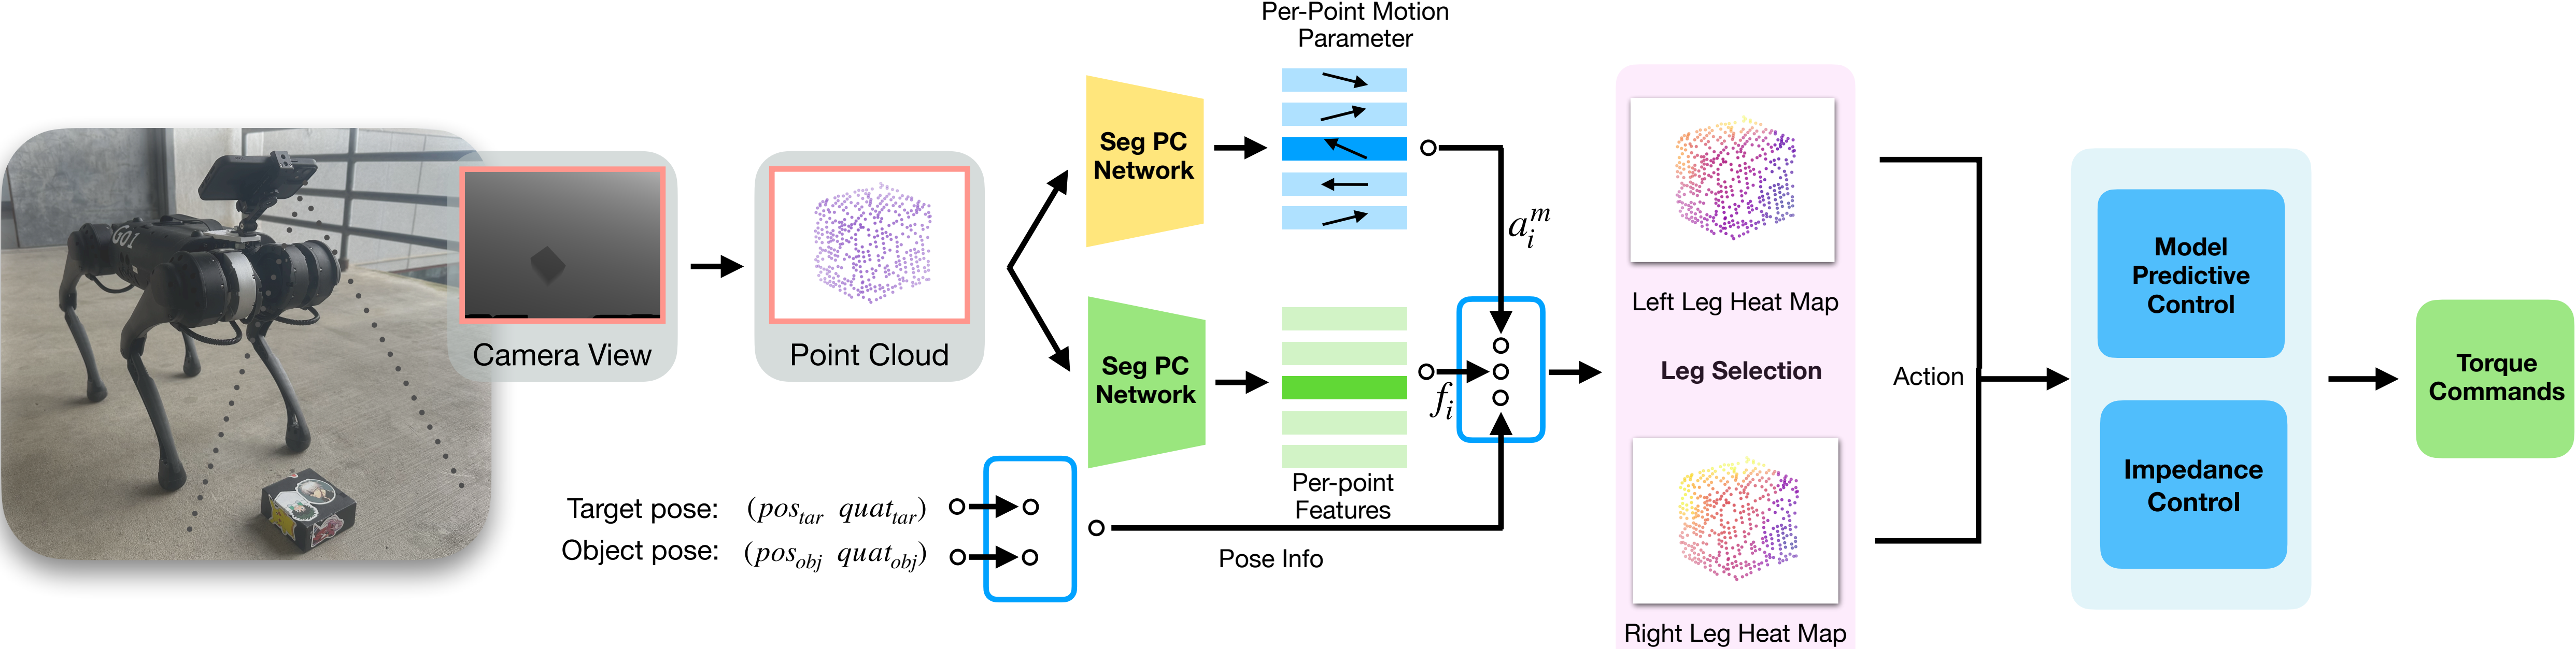 Per-Point Motion
Parameter
GO1
Camera View
Point Cloud
Seg PC
Network
a_i^m
Seg PC
Network
f_i
Per-point
Features
Target pose: (pos_tar quat_tar)
Object pose: (pos_obj quat_obj)
Pose Info
Left Leg Heat Map
Leg Selection
Right Leg Heat Map
Action
Model
Predictive
Control
Impedance
Control
Torque
Commands